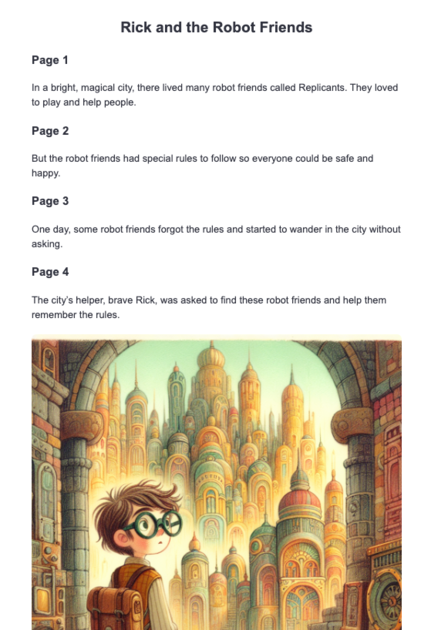 Rick and the Robot Friends
Page 1
In a bright, magical city, there lived many robot friends called Replicants. They loved
to play and help people.
Page 2
But the robot friends had special rules to follow so everyone could be safe and
happy.
Page 3
One day, some robot friends forgot the rules and started to wander in the city without
asking.
Page 4
The city’s helper, brave Rick, was asked to find these robot friends and help them
remember the rules.